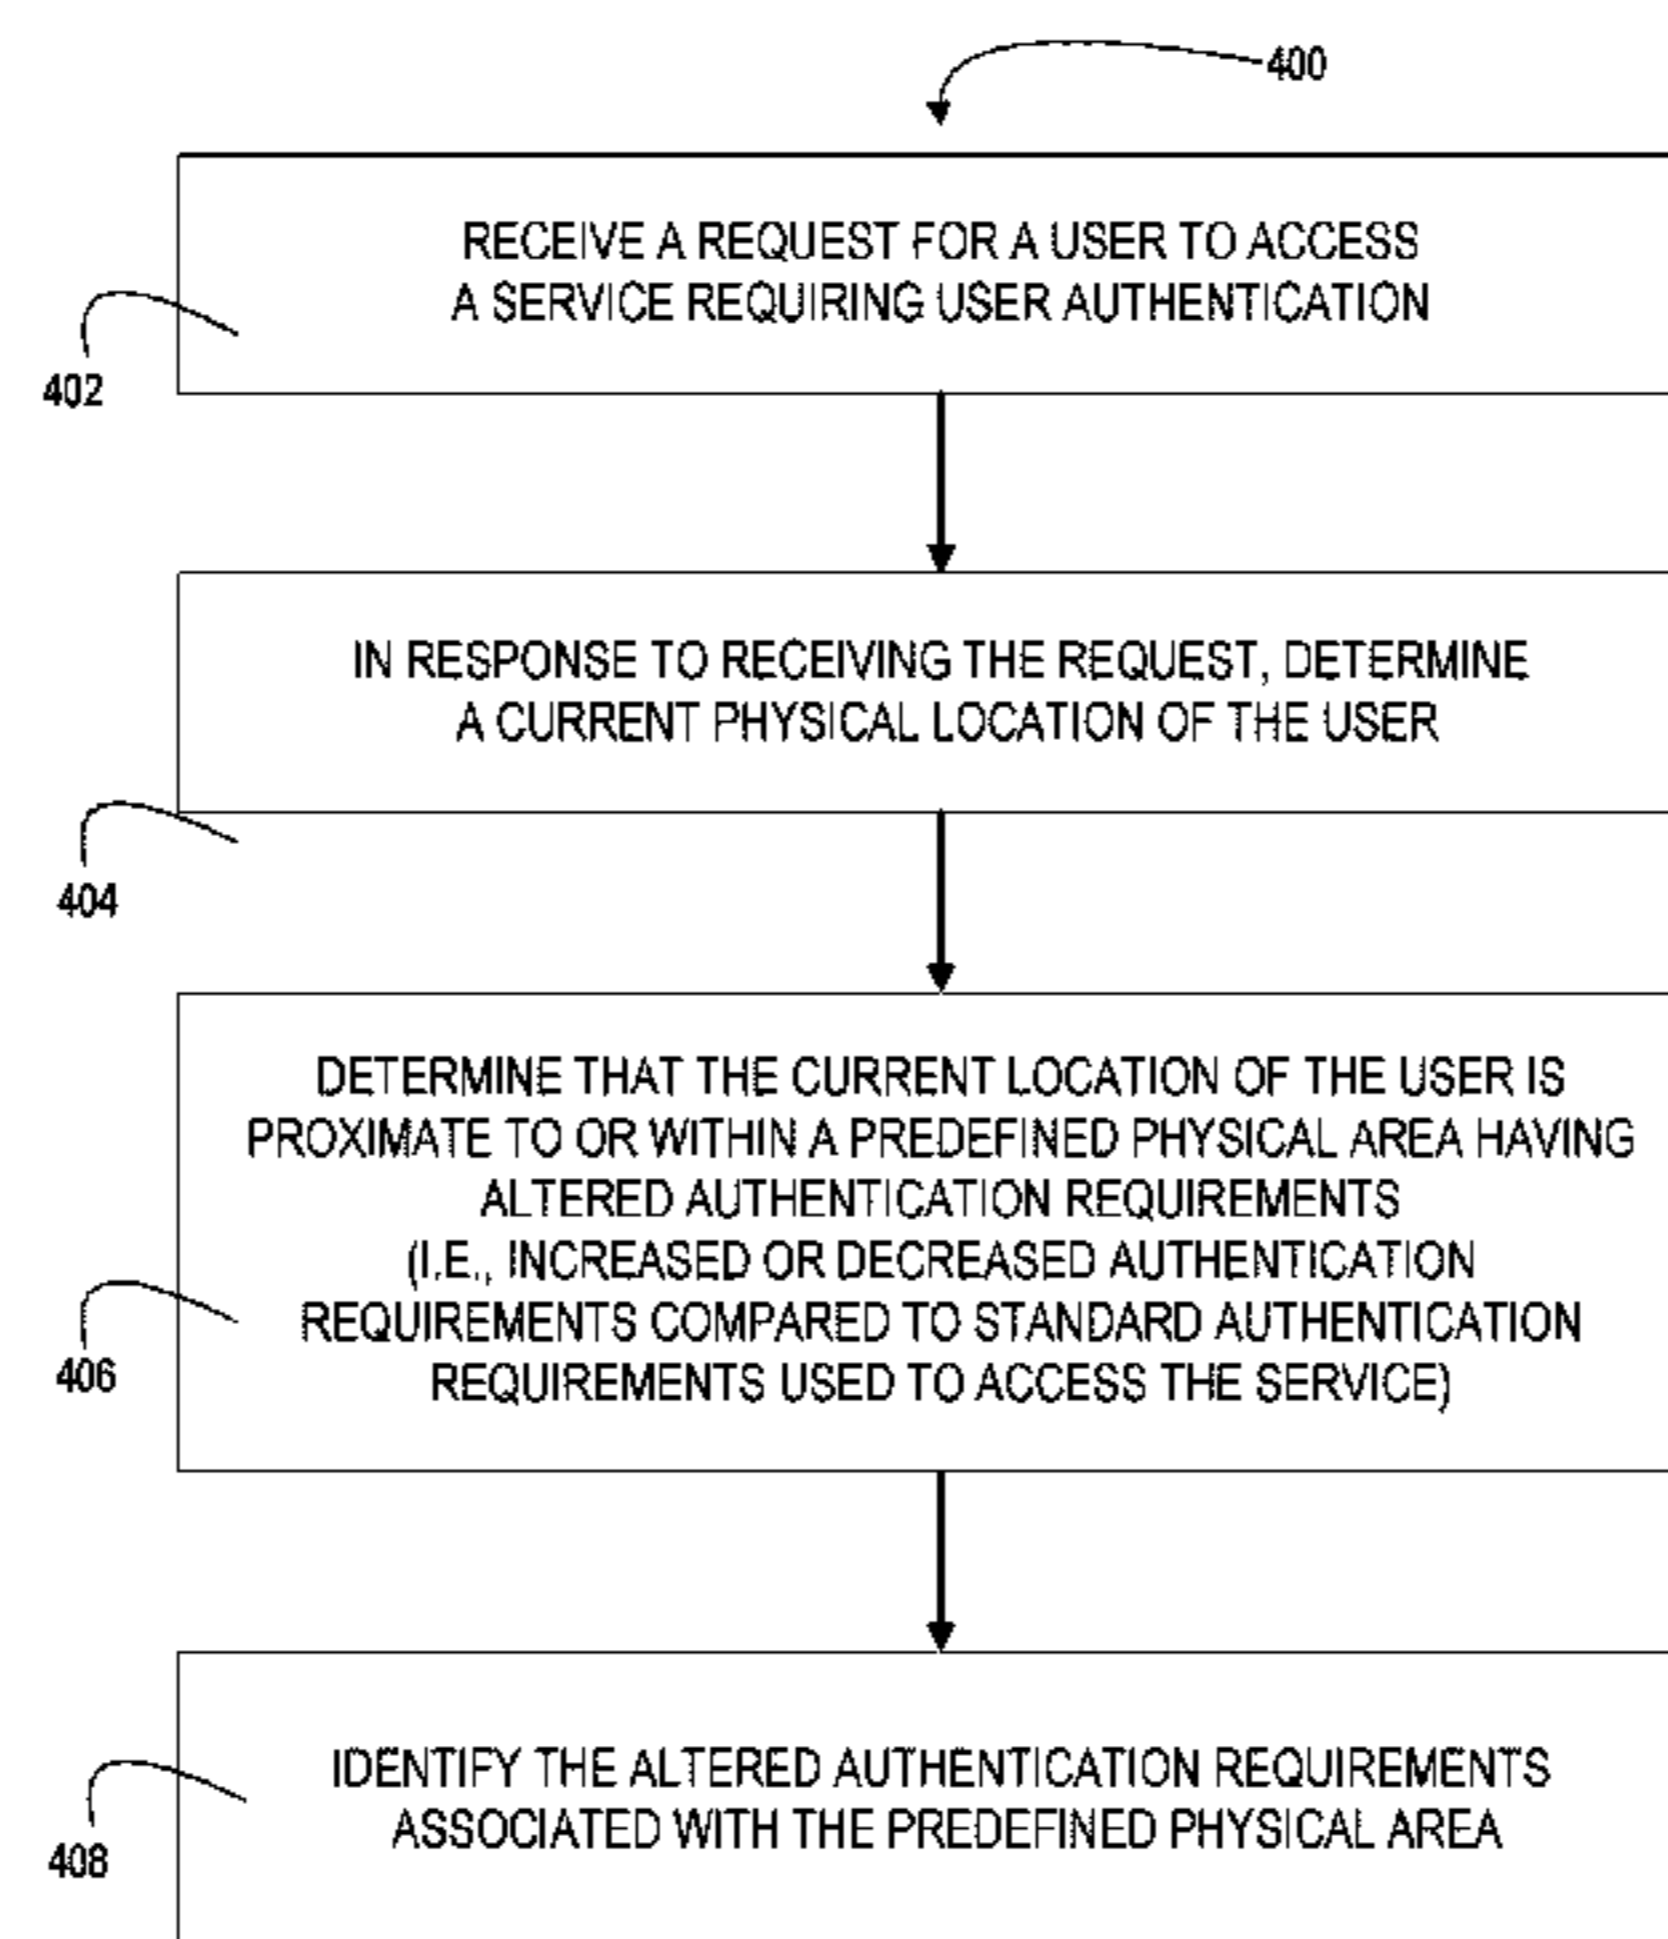 400
RECEIVE A REQUEST FOR A USER TO ACCESS
A SERVICE REQUIRING USER AUTHENTICATION
402
IN RESPONSE TO RECEIVING THE REQUEST, DETERMINE
A CURRENT PHYSICAL LOCATION OF THE USER
404
DETERMINE THAT THE CURRENT LOCATION OF THE USER IS
PROXIMATE TO OR WITHIN A PREDEFINED PHYSICAL AREA HAVING
ALTERED AUTHENTICATION REQUIREMENTS
(I.E., INCREASED OR DECREASED AUTHENTICATION
REQUIREMENTS COMPARED TO STANDARD AUTHENTICATION
REQUIREMENTS USED TO ACCESS THE SERVICE)
406
IDENTIFY THE ALTERED AUTHENTICATION REQUIREMENTS
ASSOCIATED WITH THE PREDEFINED PHYSICAL AREA
408